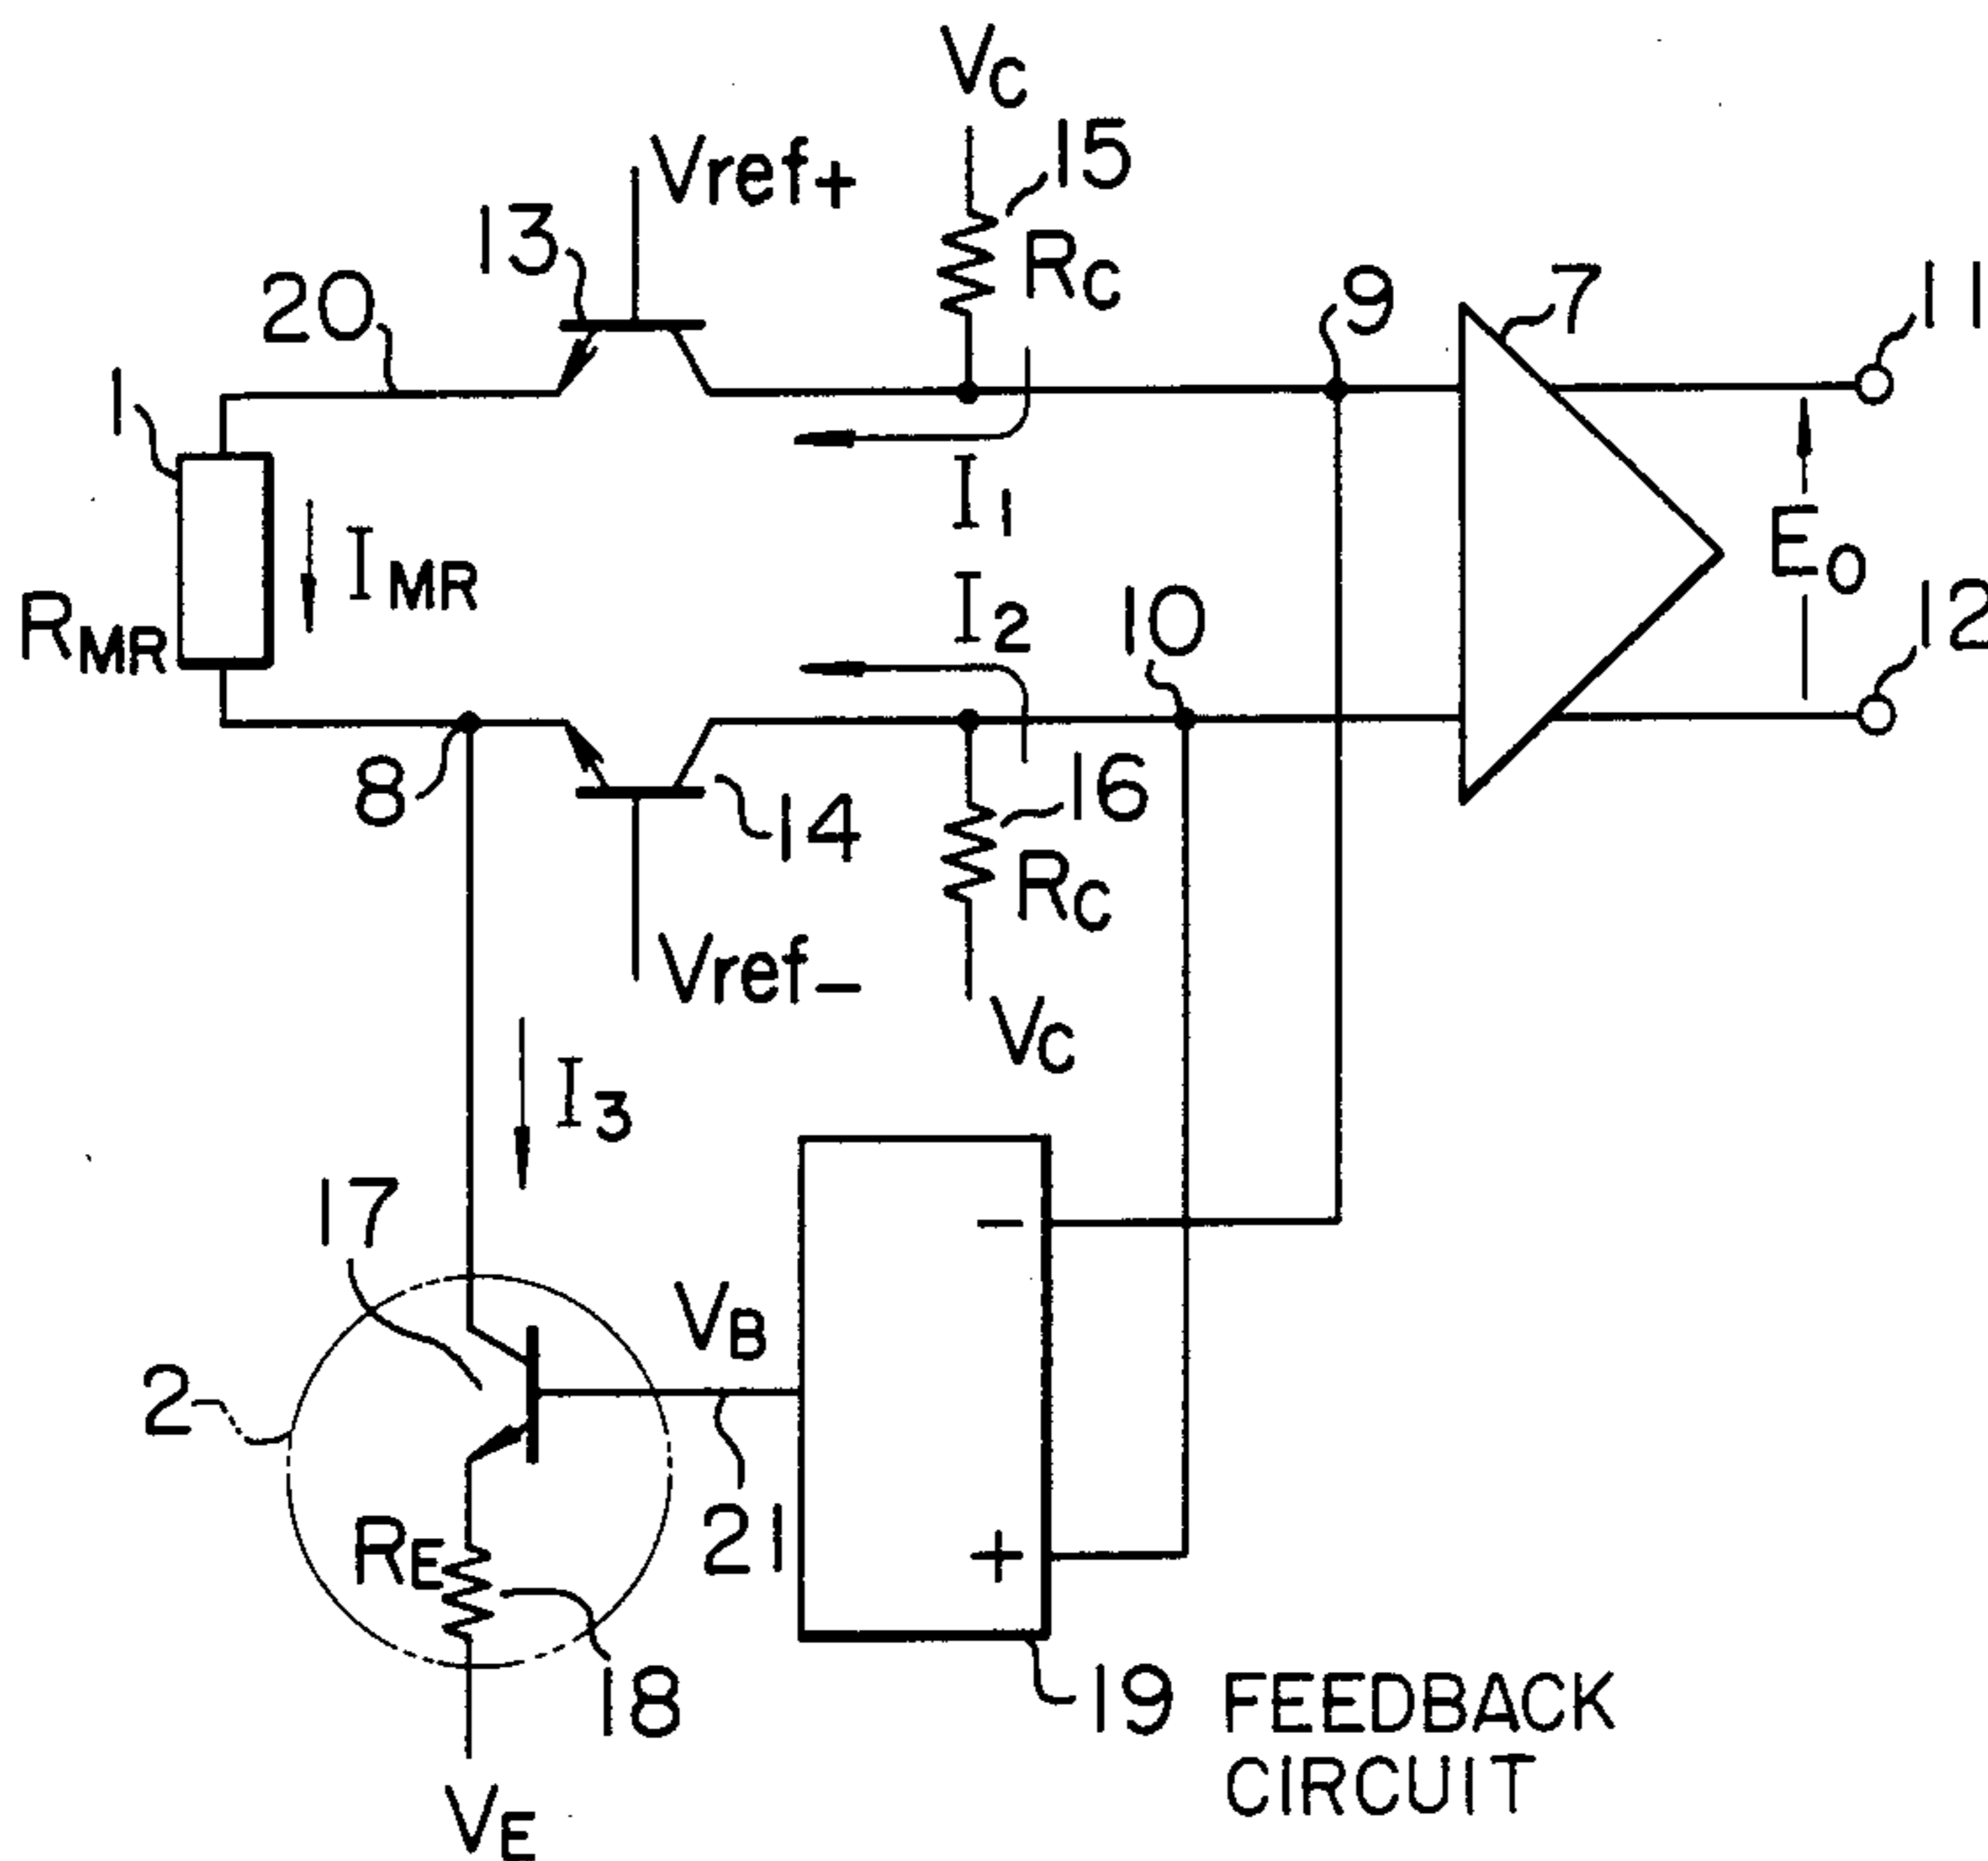 VC
15
Vref+
13
RC
20
9
7
11
1
I1
IMR
EO
RMR
I2
10
12
8
16
14
RC
Vref−
VC
I3
−
17
VB
2
21
RE
+
18
19 FEEDBACK
CIRCUIT
VE